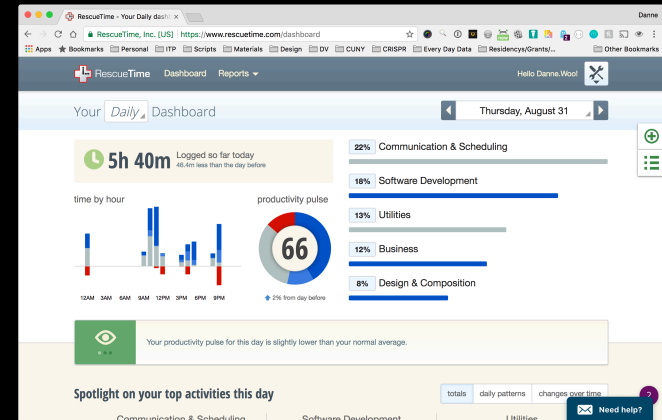 RescueTime - Your Daily dash
Danne
RescueTime, Inc. [US] https://www.rescuetime.com/dashboard
Apps Bookmarks Personal ITP Scripts Materials Design DV CUNY CRISPR Every Day Data Residencys/Grants/... Other Bookmarks
RescueTime Dashboard Reports Hello Danne.Woo!
Your Daily Dashboard
Thursday, August 31
5h 40m
Logged so far today
46.4m less than the day before
22% Communication & Scheduling
18% Software Development
13% Utilities
12% Business
8% Design & Composition
time by hour
12AM 3AM 6AM 9AM 12PM 3PM 6PM 9PM
productivity pulse
66
2% from day before
Your productivity pulse for this day is slightly lower than your normal average.
Spotlight on your top activities this day
totals daily patterns changes over time
?
Need help?
Communication & Scheduling Software Development Utilities